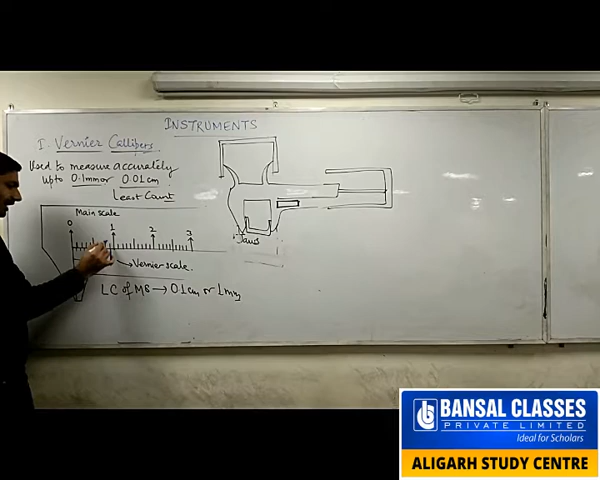 INSTRUMENTS
I. Vernier Callipers
Used to measure accurately
upto 0.1mm or 0.01cm
Least Count
Main scale
0 1 2 3
Jaws
→ Vernier scale.
LC of MS → 0.1cm or 1mm
BANSAL CLASSES
PRIVATE LIMITED
Ideal for Scholars
ALIGARH STUDY CENTRE